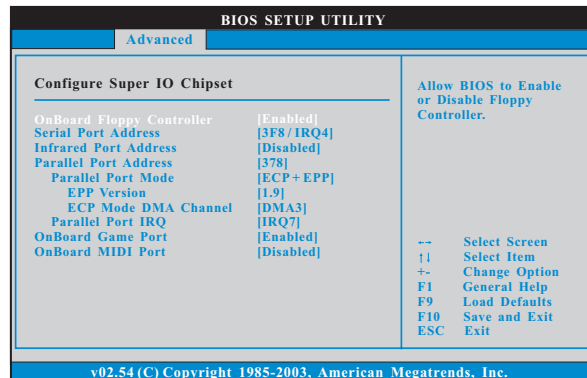 BIOS SETUP UTILITY
Advanced
Configure Super IO Chipset
OnBoard Floppy Controller [Enabled]
Serial Port Address [3F8 / IRQ4]
Infrared Port Address [Disabled]
Parallel Port Address [378]
Parallel Port Mode [ECP + EPP]
EPP Version [1.9]
ECP Mode DMA Channel [DMA3]
Parallel Port IRQ [IRQ7]
OnBoard Game Port [Enabled]
OnBoard MIDI Port [Disabled]
Allow BIOS to Enable
or Disable Floppy
Controller.
←→ Select Screen
↑↓ Select Item
+- Change Option
F1 General Help
F9 Load Defaults
F10 Save and Exit
ESC Exit
v02.54 (C) Copyright 1985-2003, American Megatrends, Inc.